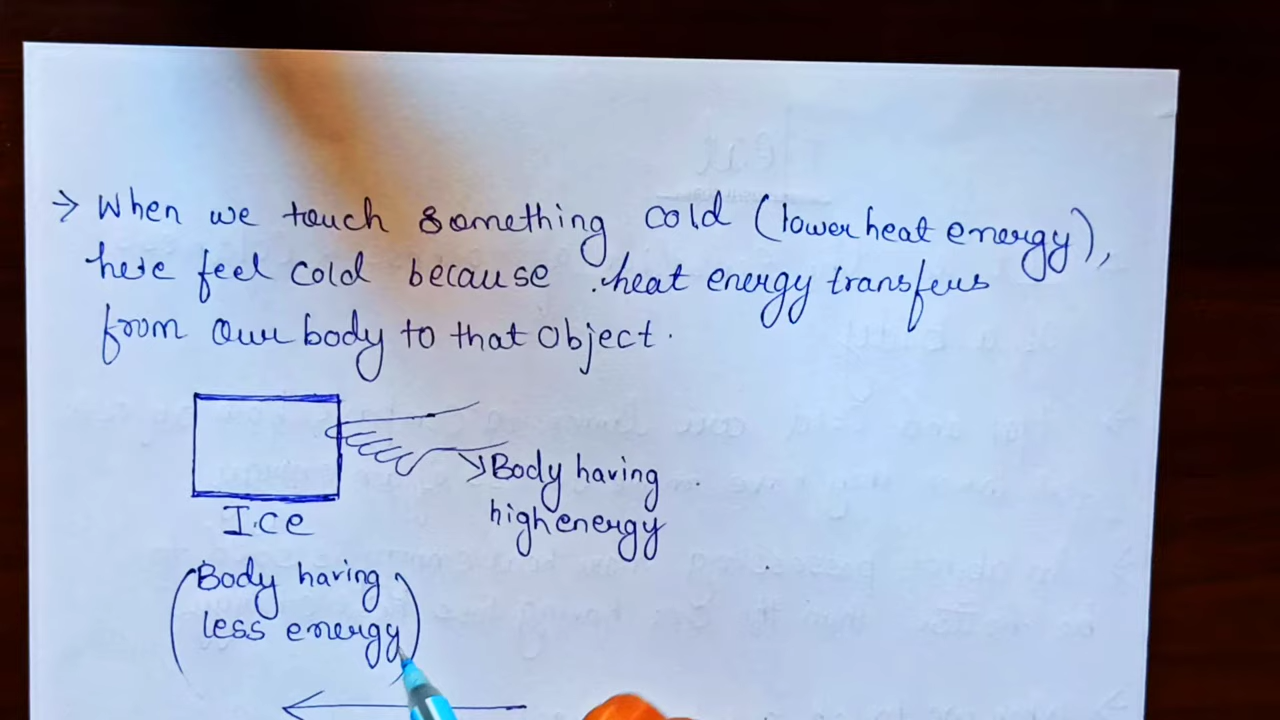 → When we touch something cold (lower heat energy),
here feel cold because . heat energy transfers
from our body to that object.
Body having
high energy
Ice
(Body having
less energy)